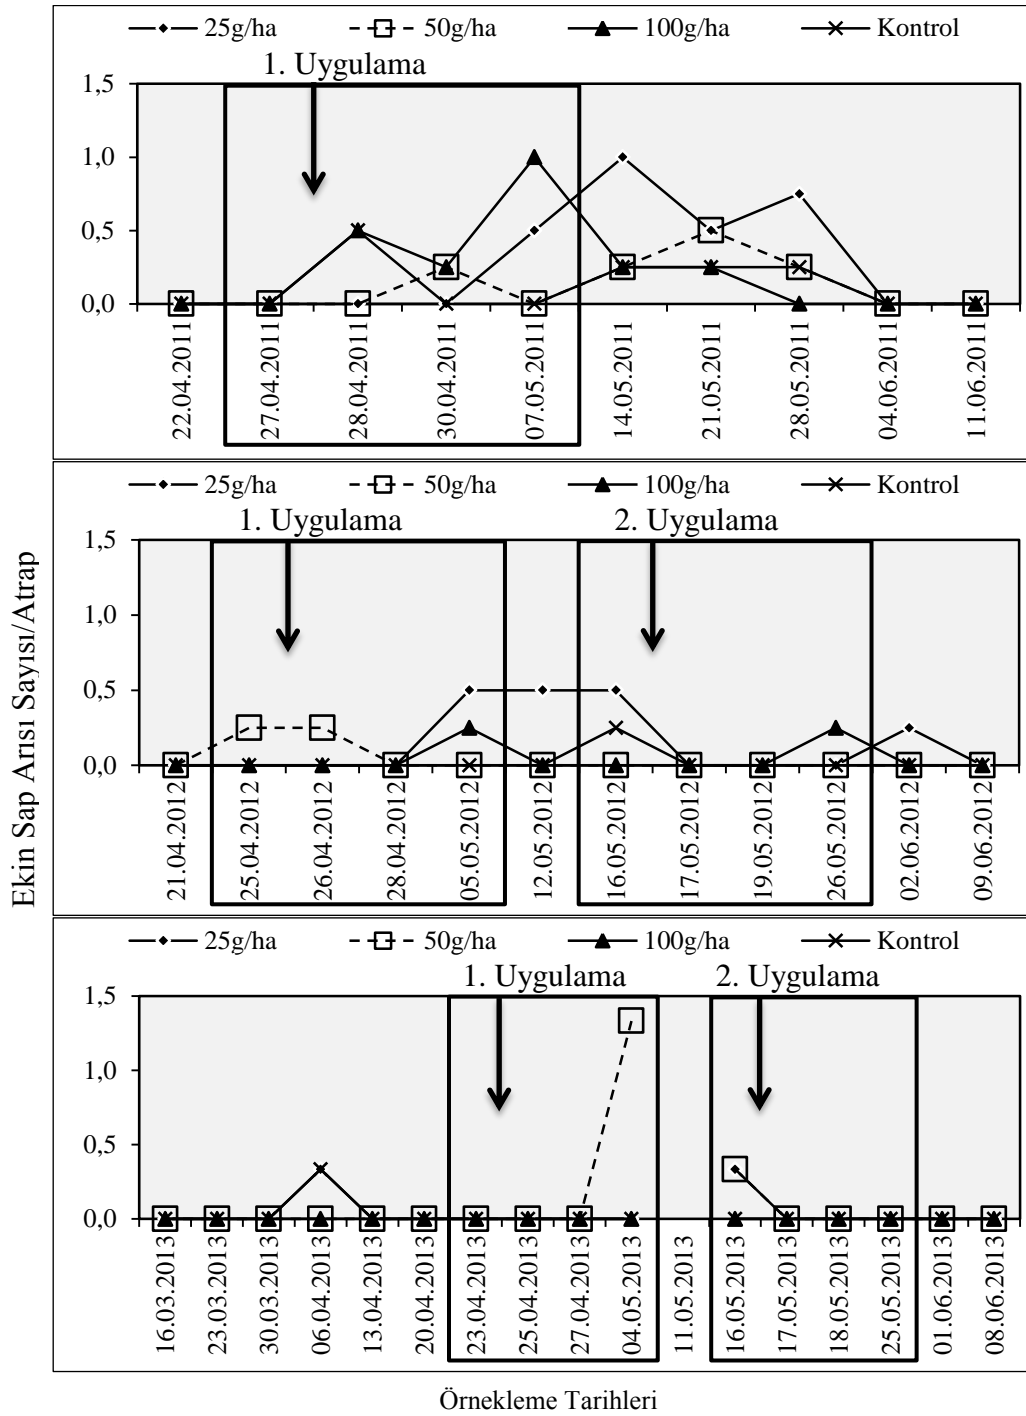 25g/ha 50g/ha 100g/ha Kontrol
1. Uygulama
1,5
1,0
0,5
0,0
22.04.2011 27.04.2011 28.04.2011 30.04.2011 07.05.2011 14.05.2011 21.05.2011 28.05.2011 04.06.2011 11.06.2011
25g/ha 50g/ha 100g/ha Kontrol
1. Uygulama 2. Uygulama
1,5
1,0
0,5
0,0
21.04.2012 25.04.2012 26.04.2012 28.04.2012 05.05.2012 12.05.2012 16.05.2012 17.05.2012 19.05.2012 26.05.2012 02.06.2012 09.06.2012
Ekin Sap Arısı Sayısı/Atrap
25g/ha 50g/ha 100g/ha Kontrol
1. Uygulama 2. Uygulama
1,5
1,0
0,5
0,0
16.03.2013 23.03.2013 30.03.2013 06.04.2013 13.04.2013 20.04.2013 23.04.2013 25.04.2013 27.04.2013 04.05.2013 11.05.2013 16.05.2013 17.05.2013 18.05.2013 25.05.2013 01.06.2013 08.06.2013
Örnekleme Tarihleri